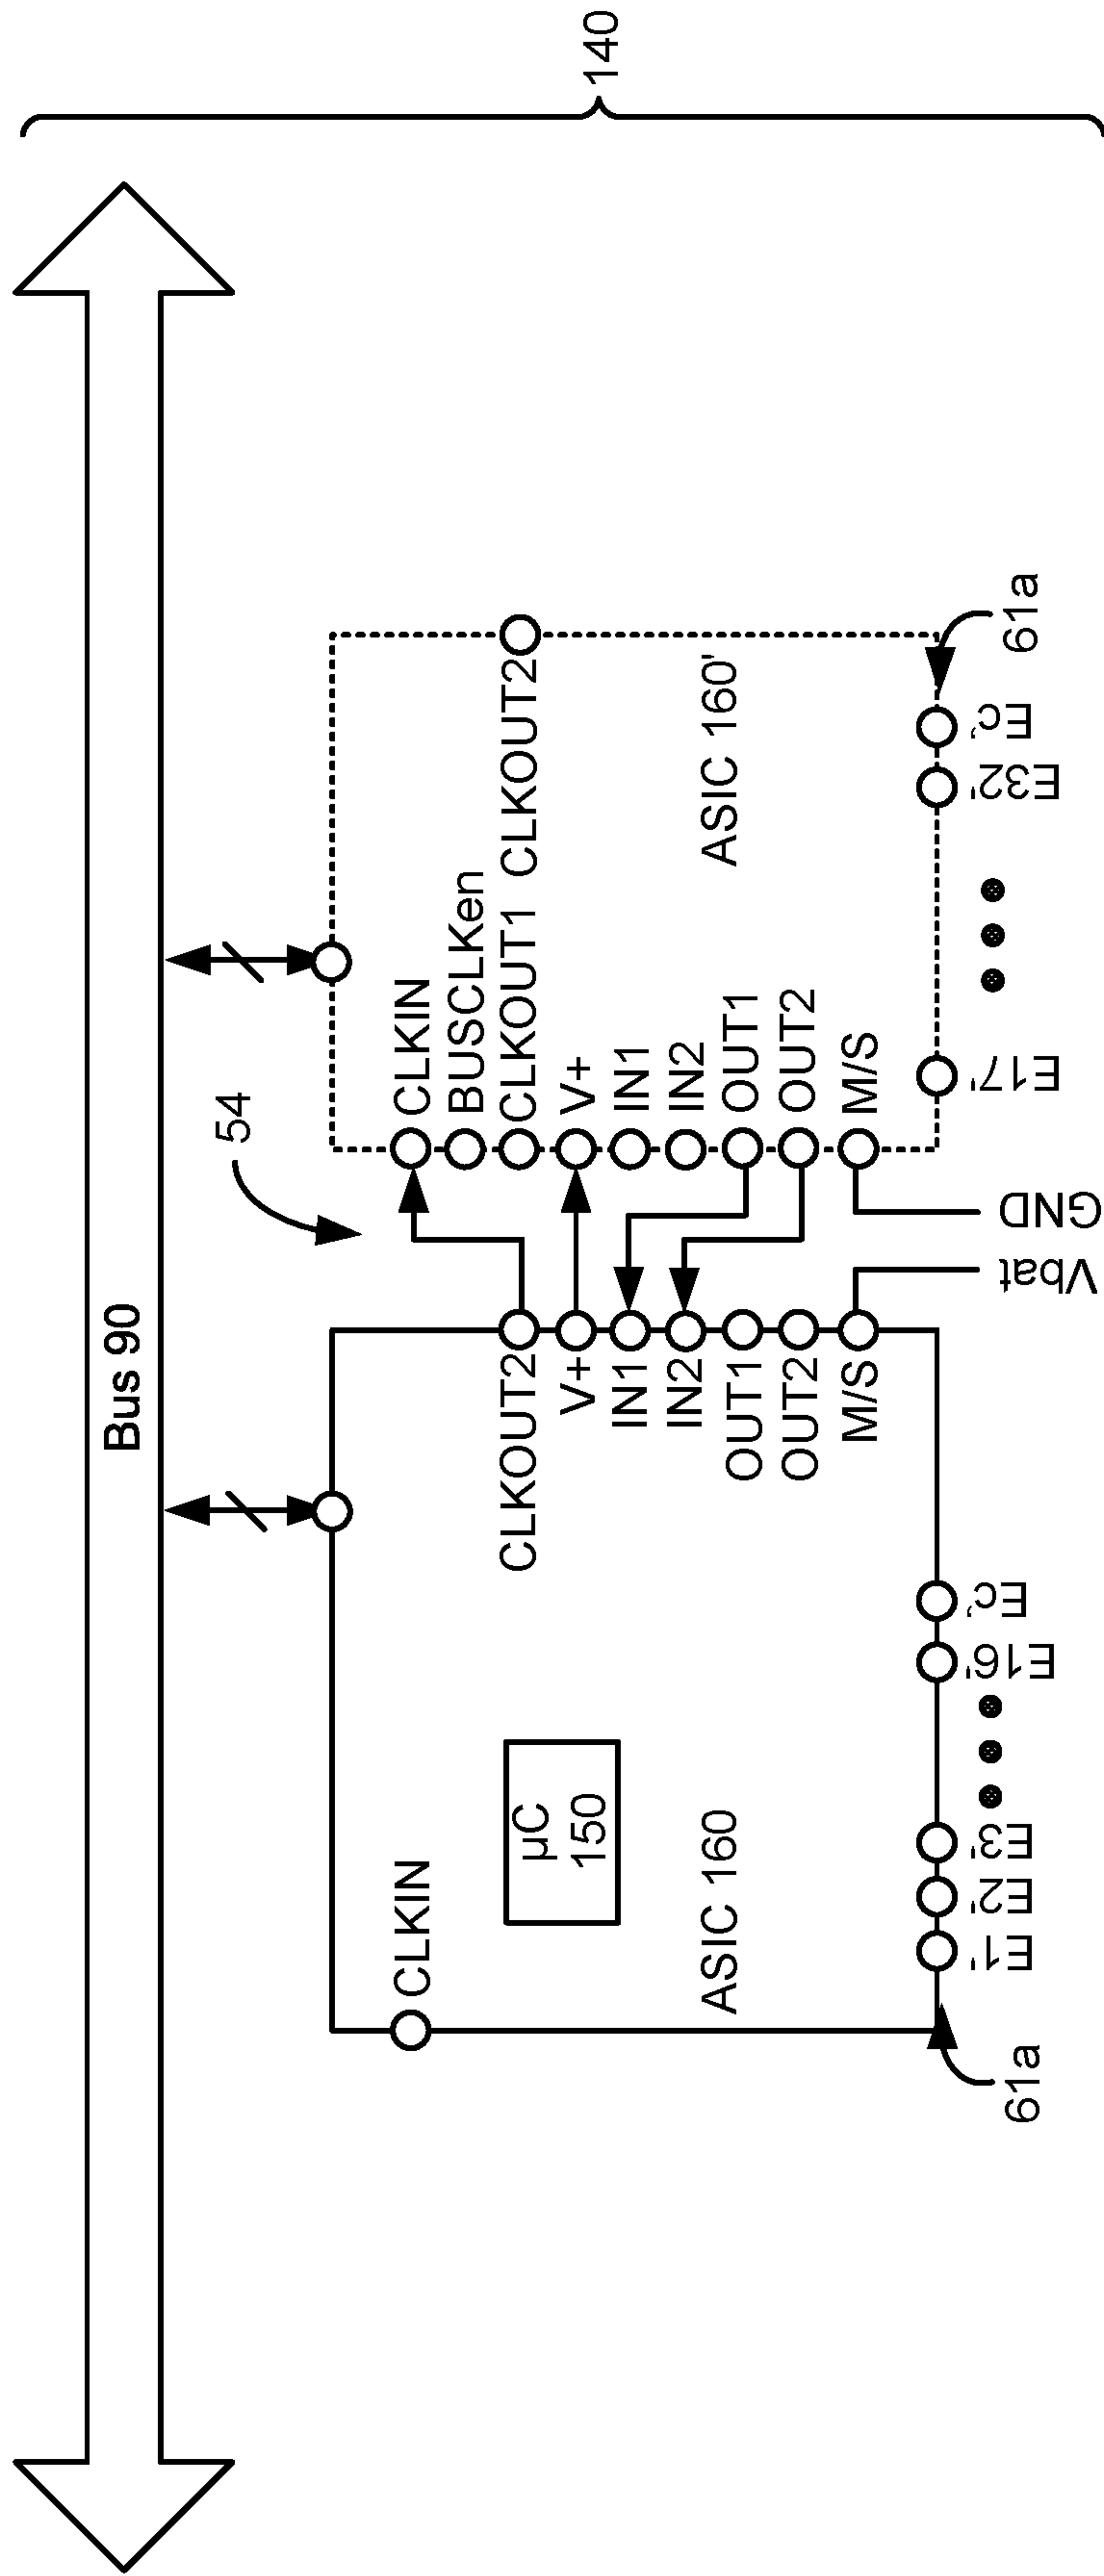 Bus 90
140
54
CLKIN
µC
150
ASIC 160
CLKOUT2
V+
IN1
IN2
OUT1
OUT2
M/S
E1'
E2'
E3'
E16'
Ec'
61a
Vbat
GND
CLKIN
BUSCLKen
CLKOUT1 CLKOUT2
V+
IN1
IN2
OUT1
OUT2
M/S
ASIC 160'
E17'
E32'
Ec'
61a